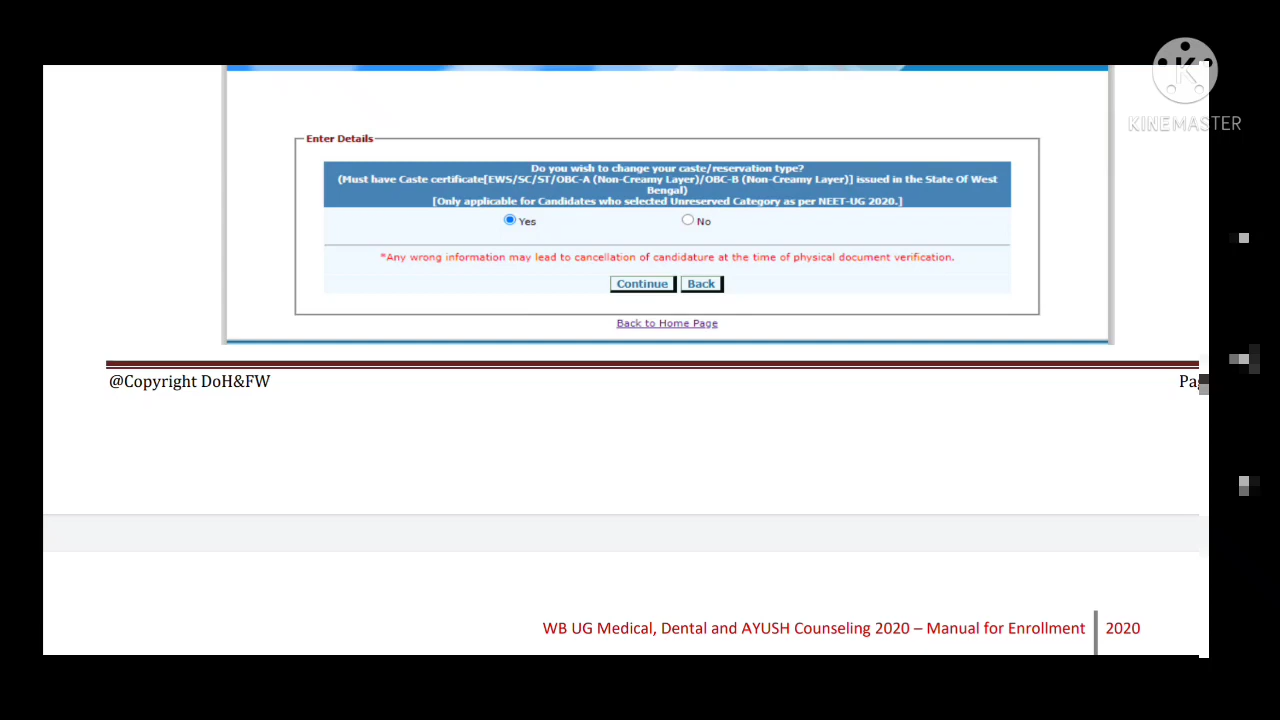 KINEMASTER
Enter Details
Do you wish to change your caste/reservation type?
(Must have Caste certificate[EWS/SC/ST/OBC-A (Non-Creamy Layer)/OBC-B (Non-Creamy Layer)] issued in the State Of West
Bengal)
[Only applicable for Candidates who selected Unreserved Category as per NEET-UG 2020.]
Yes No
*Any wrong information may lead to cancellation of candidature at the time of physical document verification.
Continue Back
Back to Home Page
@Copyright DoH&FW
WB UG Medical, Dental and AYUSH Counseling 2020 – Manual for Enrollment 2020